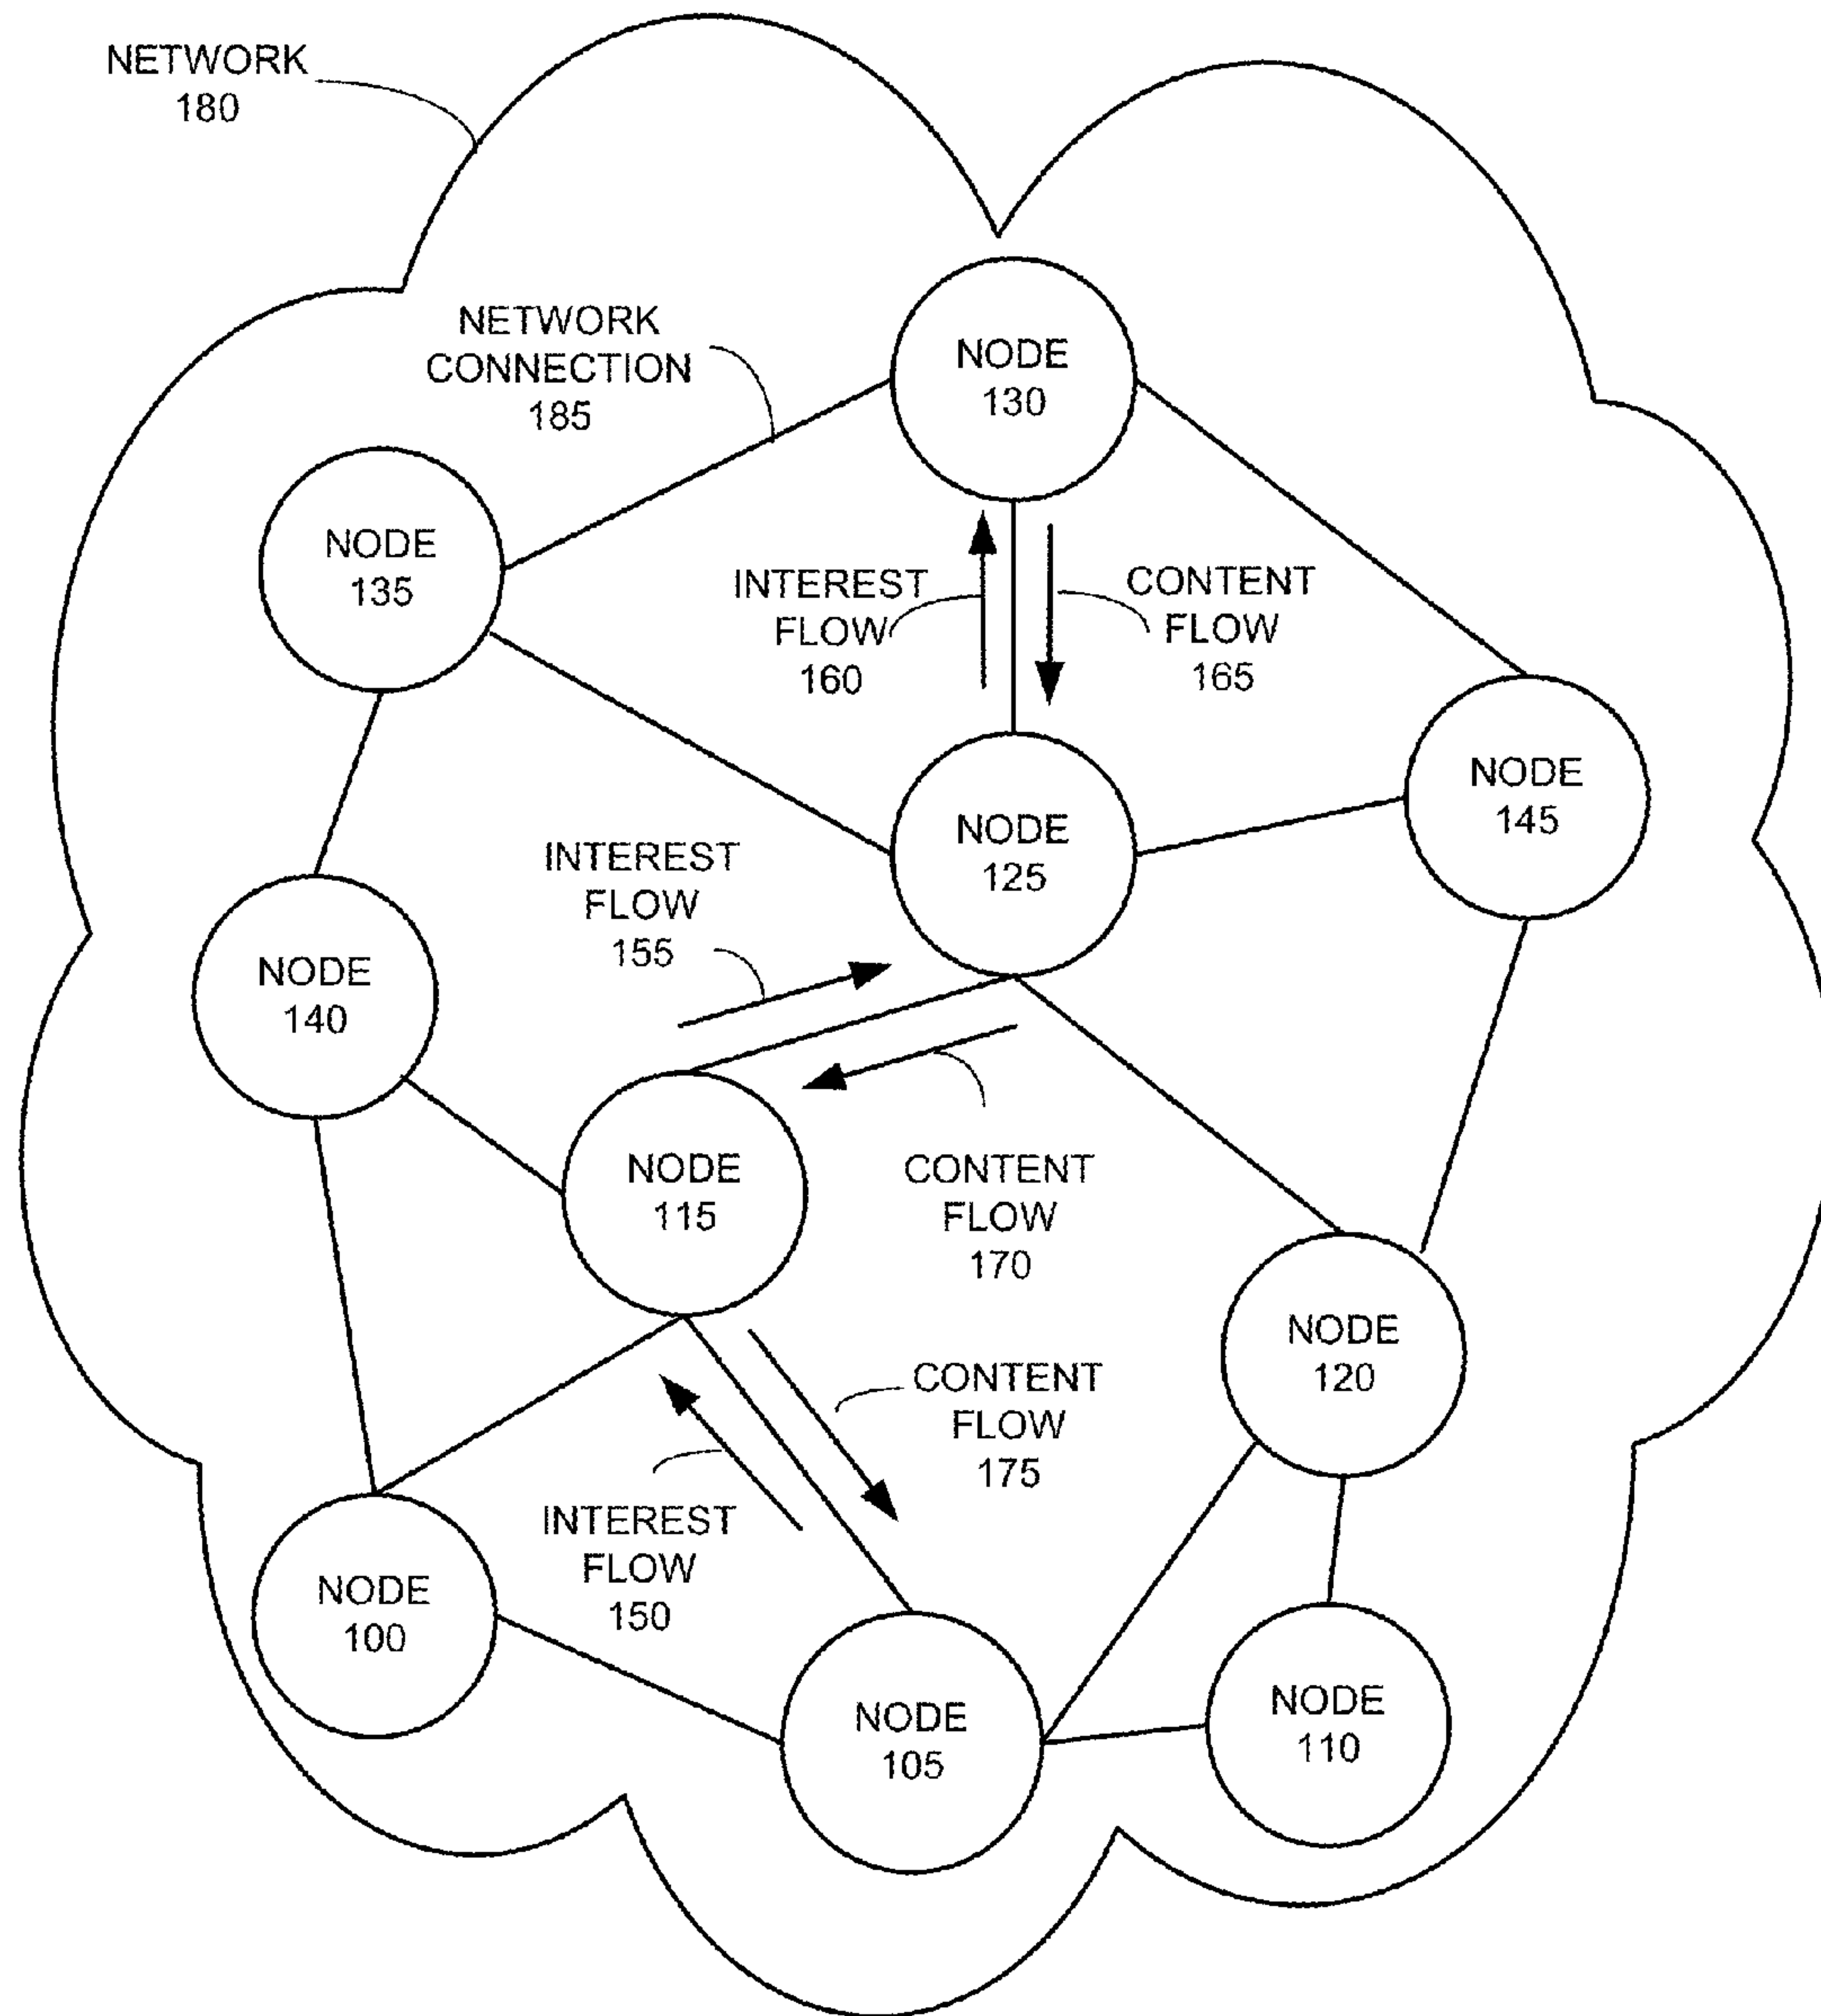 NETWORK
180
NETWORK
CONNECTION
185
NODE
130
NODE
135
INTEREST
FLOW
160
CONTENT
FLOW
165
NODE
145
NODE
125
INTEREST
FLOW
155
NODE
140
NODE
115
CONTENT
FLOW
170
NODE
120
CONTENT
FLOW
175
INTEREST
FLOW
150
NODE
100
NODE
105
NODE
110